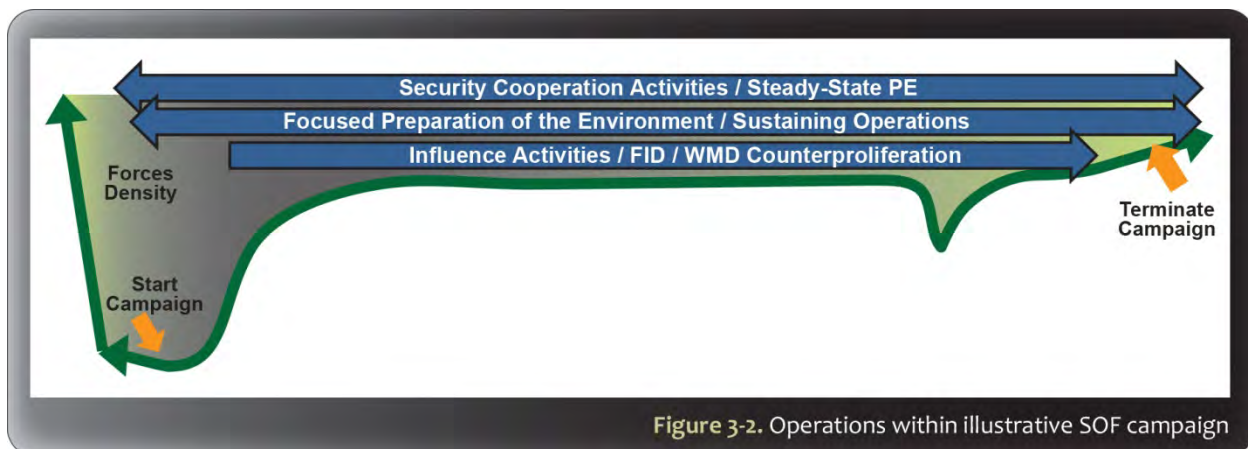 Security Cooperation Activities / Steady-State PE
Focused Preparation of the Environment / Sustaining Operations
Influence Activities / FID / WMD Counterproliferation
Forces
Density
Start
Campaign
Terminate
Campaign
Figure 3-2. Operations within illustrative SOF campaign